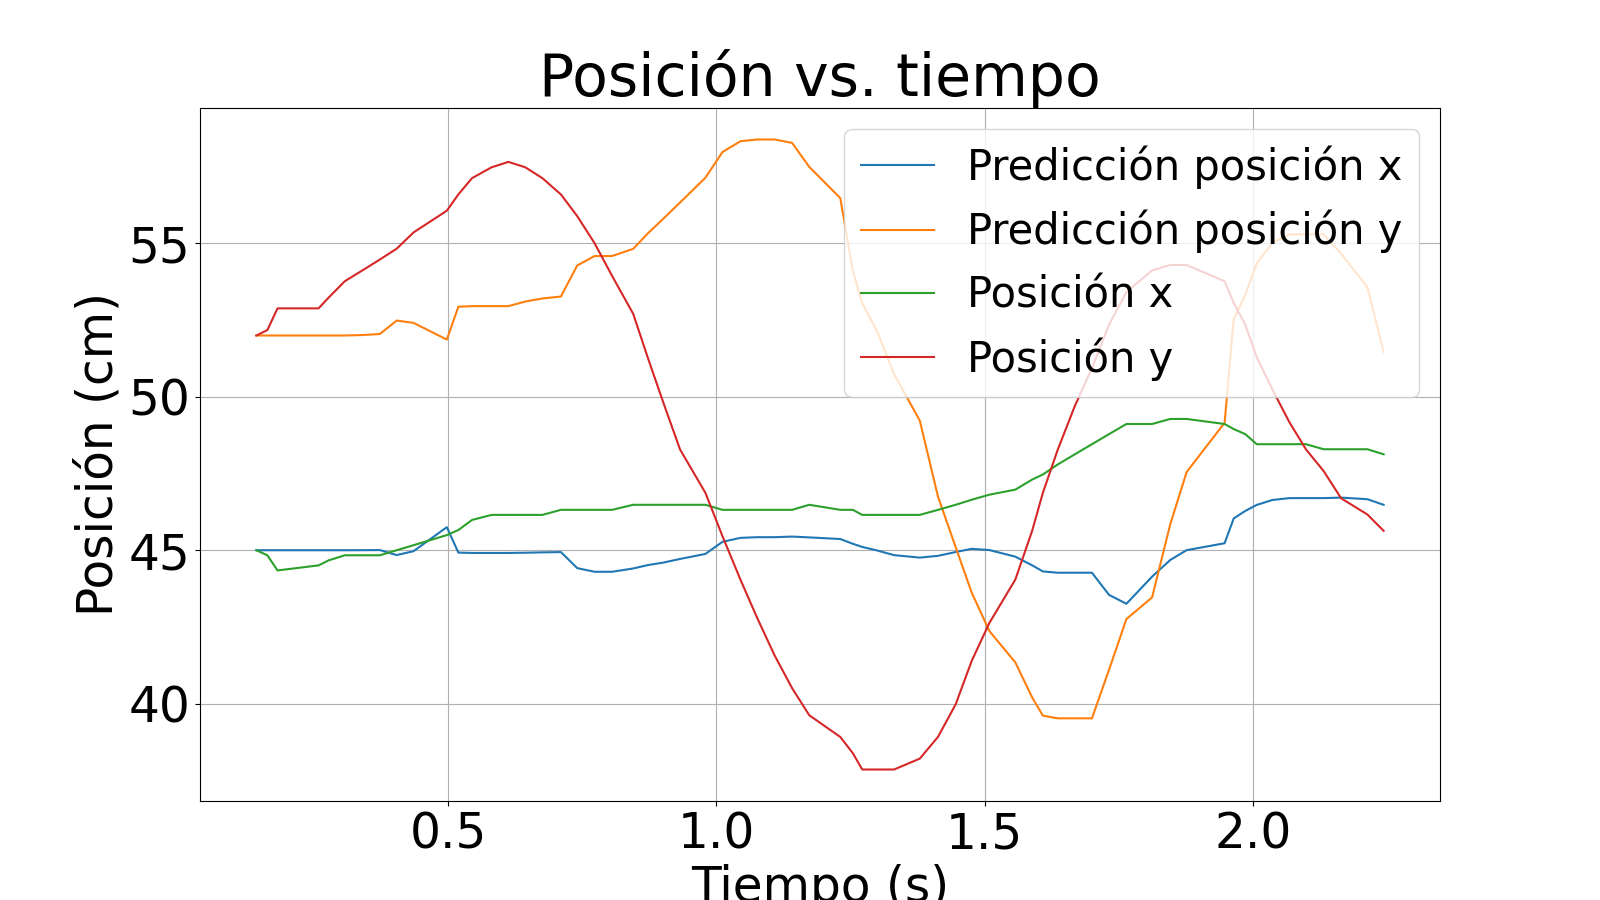 Posición vs. tiempo
Predicción posición x
Predicción posición y
Posición x
Posición y
Posición (cm)
55
50
45
40
0.5
1.0
1.5
2.0
Tiempo (s)